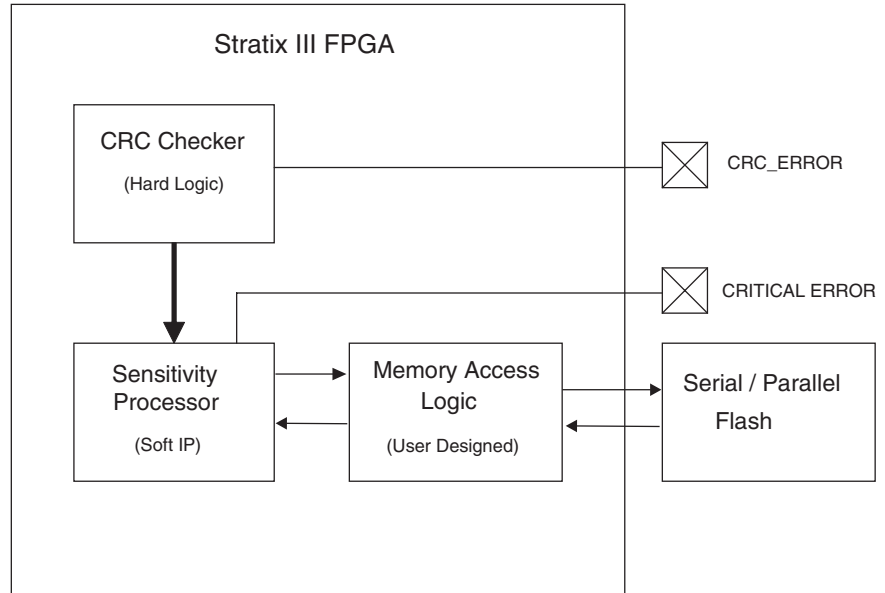 Stratix III FPGA
CRC Checker
(Hard Logic)
CRC_ERROR
CRITICAL ERROR
Sensitivity
Processor
(Soft IP)
Memory Access
Logic
(User Designed)
Serial / Parallel
Flash